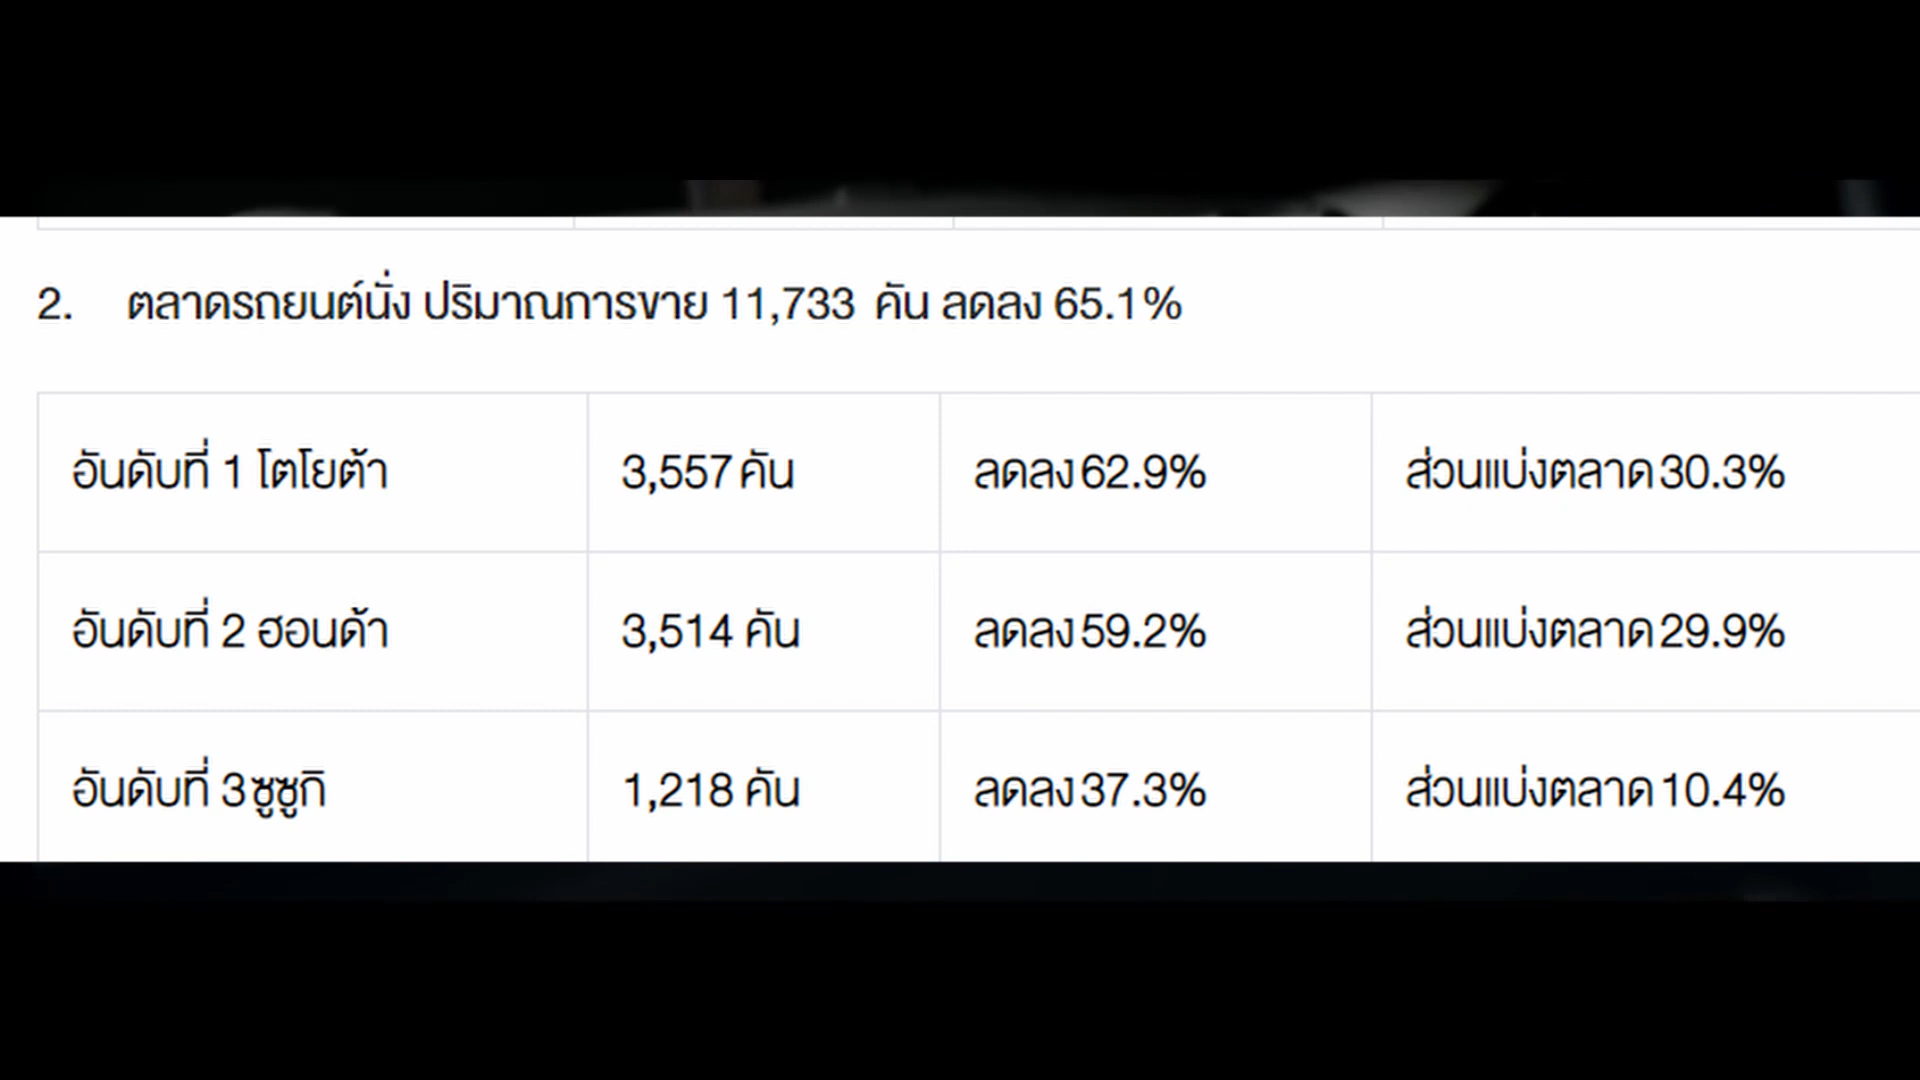 2. ตลาดรถยนต์นั่ง ปริมาณการขาย 11,733 คัน ลดลง 65.1%
อันดับที่ 1 โตโยต้า 3,557 คัน ลดลง 62.9% ส่วนแบ่งตลาด 30.3%
อันดับที่ 2 ฮอนด้า 3,514 คัน ลดลง 59.2% ส่วนแบ่งตลาด 29.9%
อันดับที่ 3 ซูซูกิ 1,218 คัน ลดลง 37.3% ส่วนแบ่งตลาด 10.4%